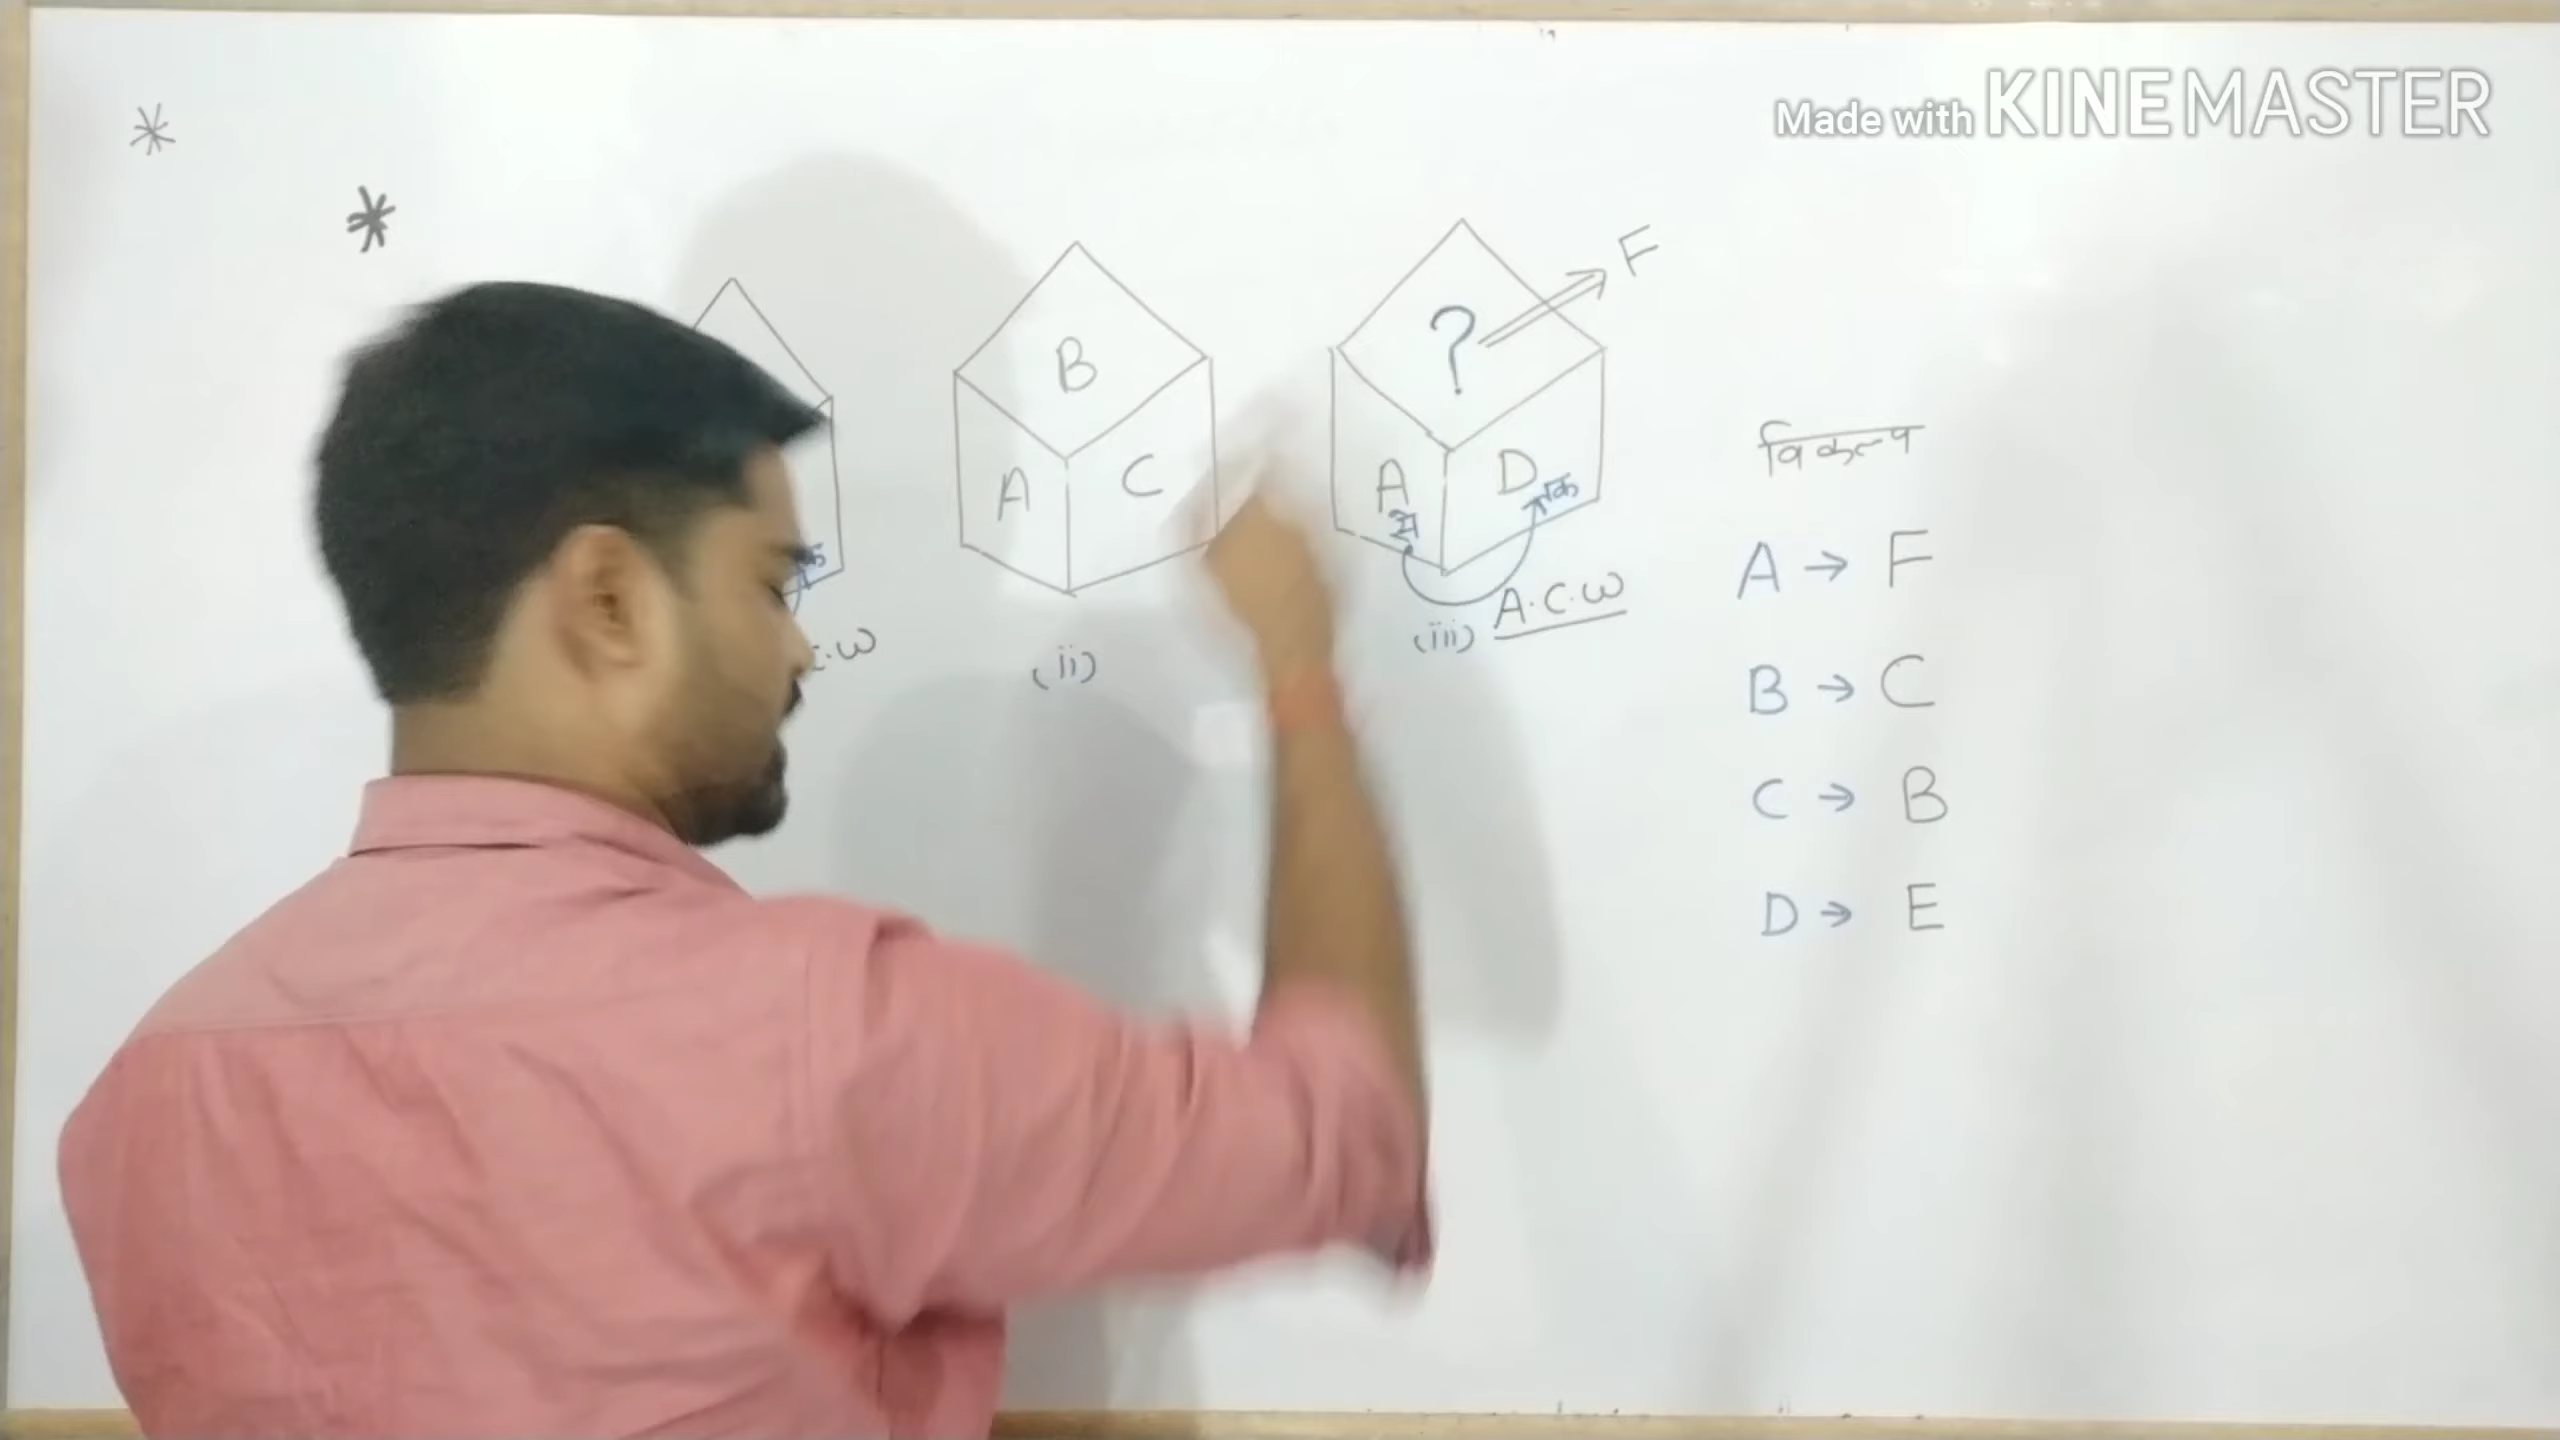 Made with KINEMASTER
*
*
F
?
B
A
C
A
D
से
कि
A.C.W
(iii)
(ii)
विकल्प
A → F
B → C
C → B
D → E